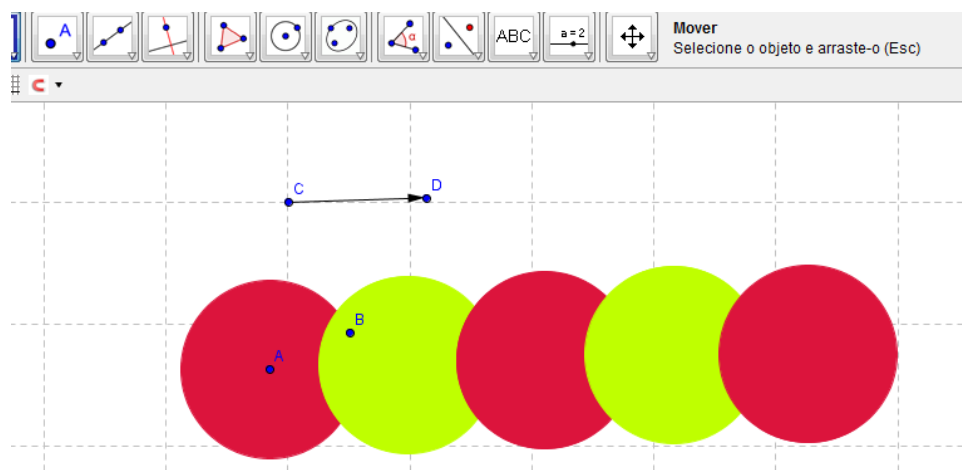 A
α
ABC
a = 2
Mover
Selecione o objeto e arraste-o (Esc)
C
D
B
A